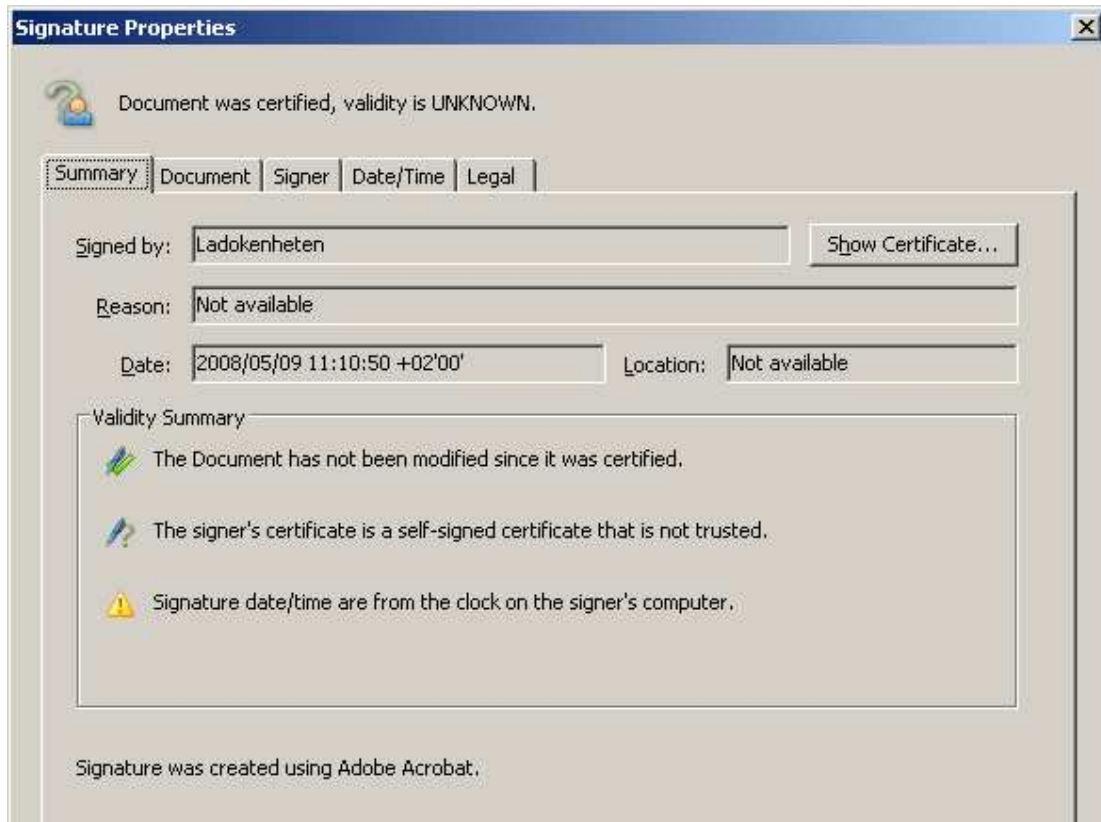 Signature Properties
Document was certified, validity is UNKNOWN.
Summary Document Signer Date/Time Legal
Signed by: Ladokenheten Show Certificate...
Reason: Not available
Date: 2008/05/09 11:10:50 +02'00' Location: Not available
Validity Summary
The Document has not been modified since it was certified.
The signer's certificate is a self-signed certificate that is not trusted.
Signature date/time are from the clock on the signer's computer.
Signature was created using Adobe Acrobat.